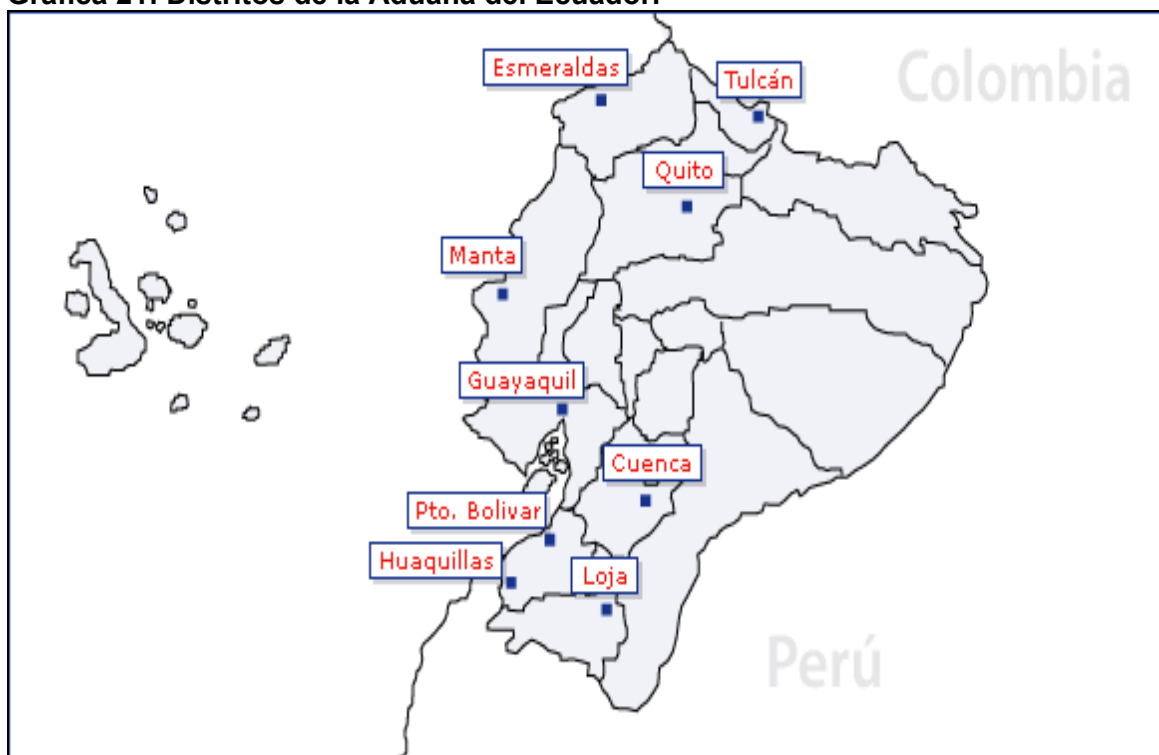 Gráfica 21. Distritos de la Aduana del Ecuador.
Esmeraldas
Tulcán
Colombia
Quito
Manta
Guayaquil
Cuenca
Pto. Bolivar
Huaquillas
Loja
Perú